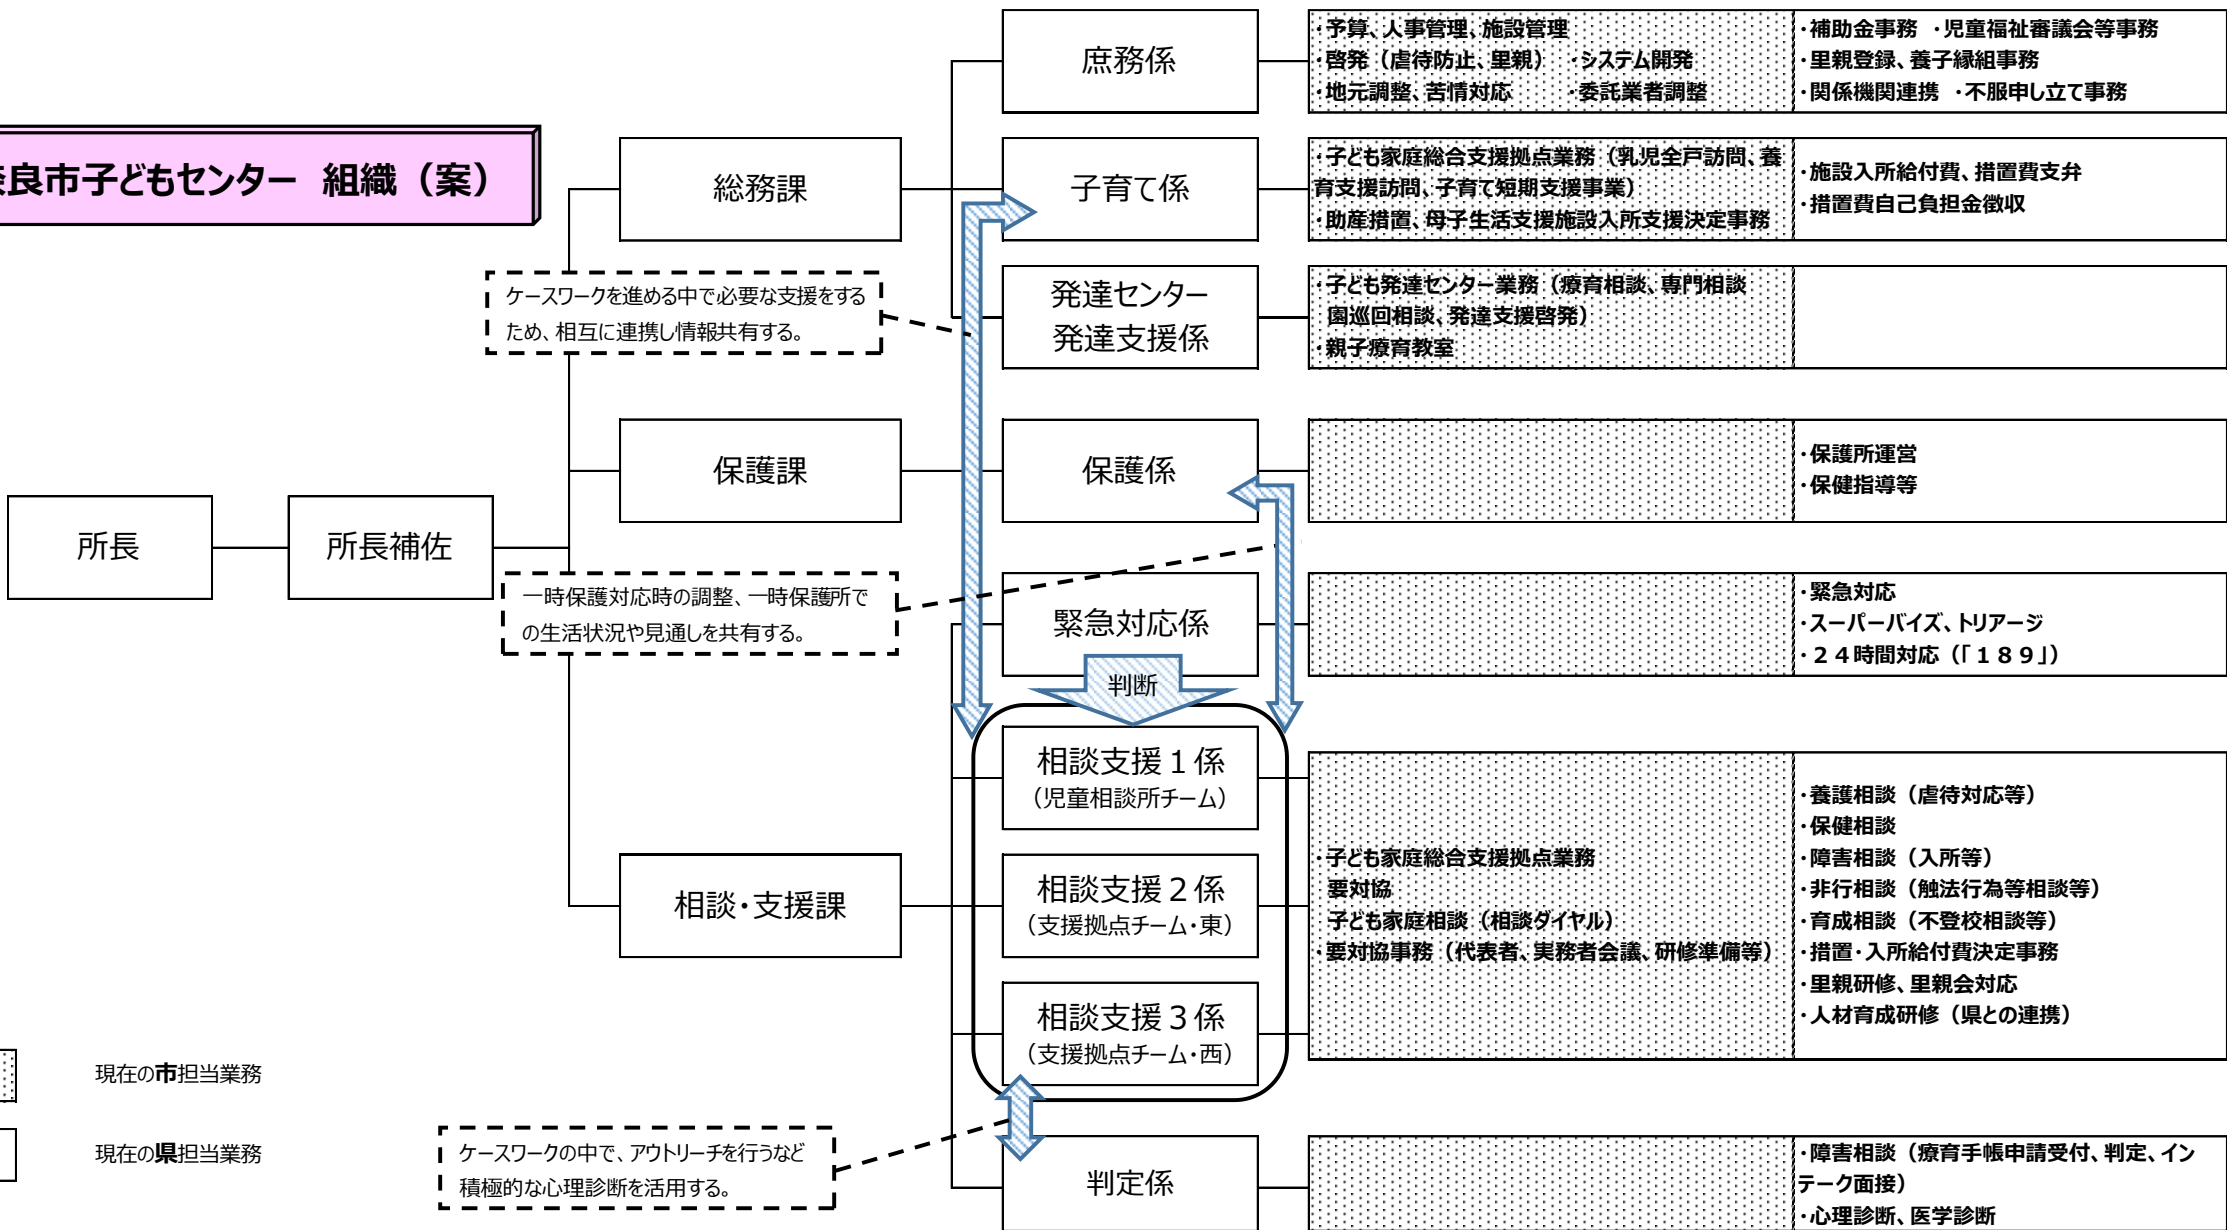 良市子どもセンター　組織（案）
所長
所長補佐
総務課
保護課
相談・支援課
庶務係
・予算、人事管理、施設管理
・啓発（虐待防止、里親）　・システム開発
・地元調整、苦情対応　　・委託業者調整
・補助金事務　・児童福祉審議会等事務
・里親登録、養子縁組事務
・関係機関連携　・不服申し立て事務
子育て係
・子ども家庭総合支援拠点業務（乳児全戸訪問、養
育支援訪問、子育て短期支援事業）
・助産措置、母子生活支援施設入所支援決定事務
・施設入所給付費、措置費支弁
・措置費自己負担金徴収
発達センター
発達支援係
・子ども発達センター業務（療育相談、専門相談
園巡回相談、発達支援啓発）
・親子療育教室
ケースワークを進める中で必要な支援をする
ため、相互に連携し情報共有する。
保護係
・保護所運営
・保健指導等
一時保護対応時の調整、一時保護所で
の生活状況や見通しを共有する。
緊急対応係
・緊急対応
・スーパーバイズ、トリアージ
・２４時間対応（「１８９」）
判断
相談支援１係
（児童相談所チーム）
相談支援２係
（支援拠点チーム・東）
相談支援３係
（支援拠点チーム・西）
・子ども家庭総合支援拠点業務
要対協
子ども家庭相談（相談ダイヤル）
・要対協事務（代表者、実務者会議、研修準備等）
・養護相談（虐待対応等）
・保健相談
・障害相談（入所等）
・非行相談（触法行為等相談等）
・育成相談（不登校相談等）
・措置・入所給付費決定事務
・里親研修、里親会対応
・人材育成研修（県との連携）
判定係
・障害相談（療育手帳申請受付、判定、イン
テーク面接）
・心理診断、医学診断
ケースワークの中で、アウトリーチを行うなど
積極的な心理診断を活用する。
現在の市担当業務
現在の県担当業務